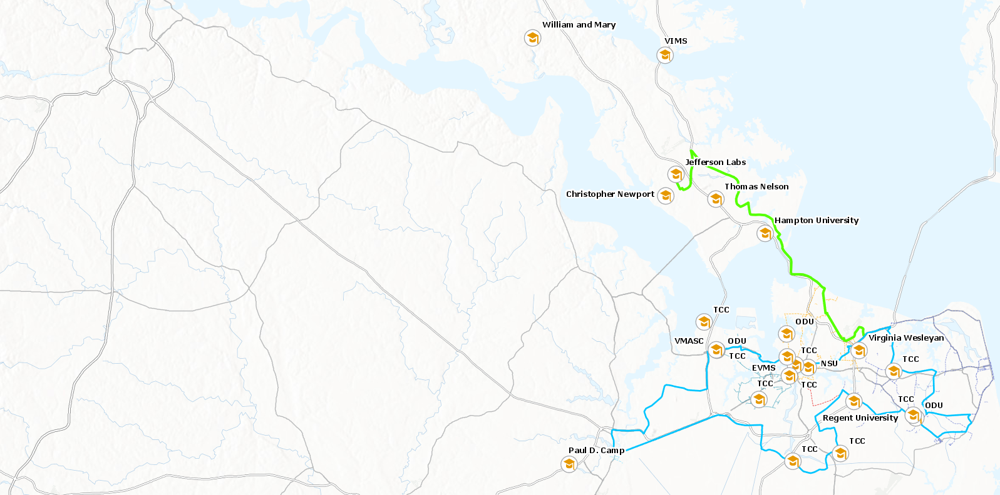 William and Mary
VIMS
Jefferson Labs
Thomas Nelson
Christopher Newport
Hampton University
TCC
ODU
VMASC
ODU
Virginia Wesleyan
TCC
TCC
TCC
EVMS
NSU
TCC
TCC
TCC
ODU
Regent University
TCC
Paul D. Camp
TCC